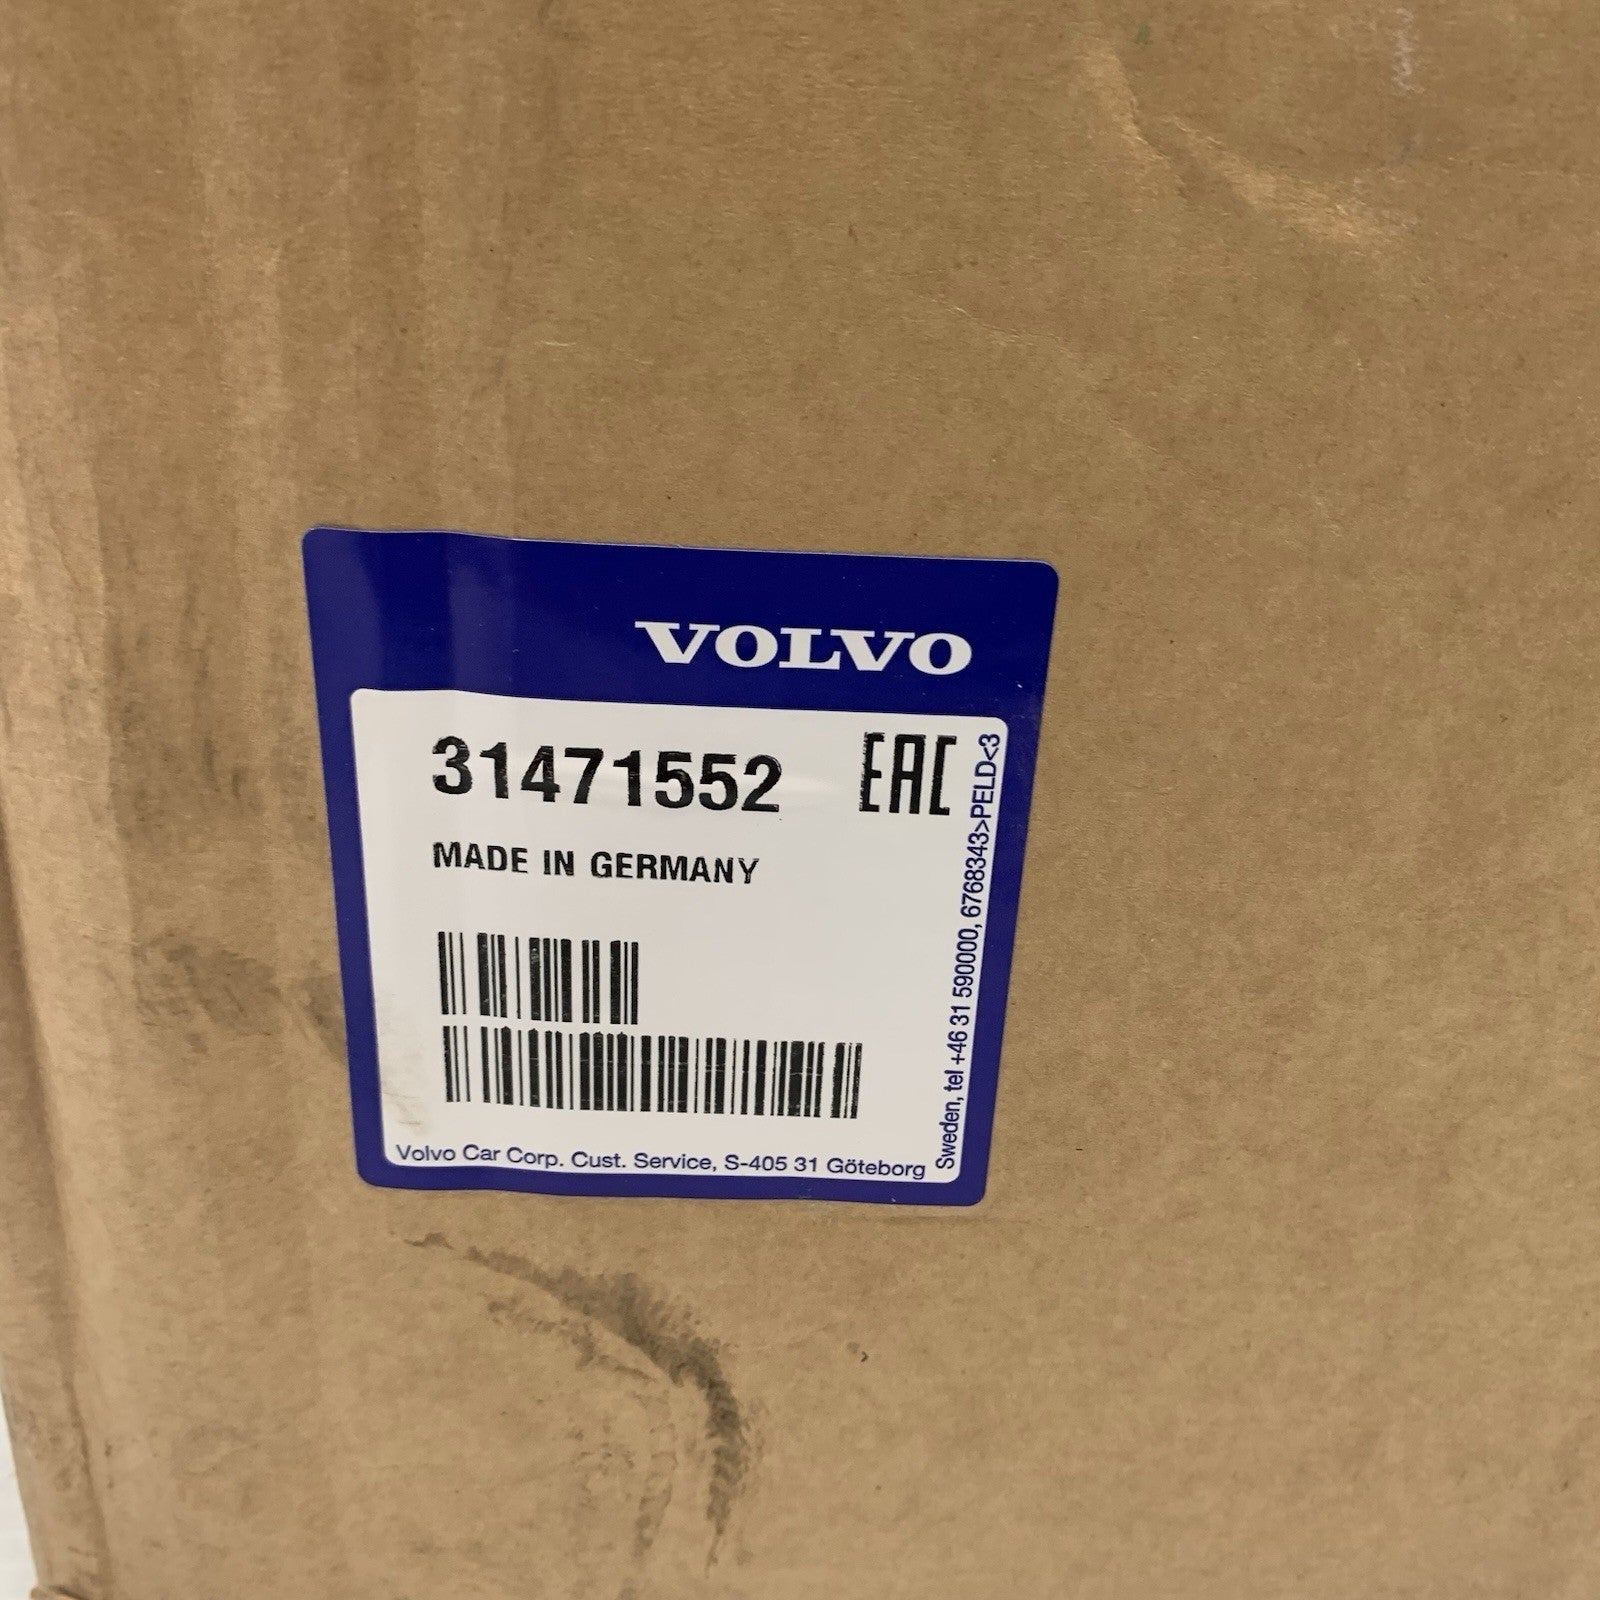 VOLVO
31471552
EAC
MADE IN GERMANY
Volvo Car Corp. Cust. Service, S-405 31 Göteborg
Sweden, tel +46 31 590000, 6768343>PELD<3